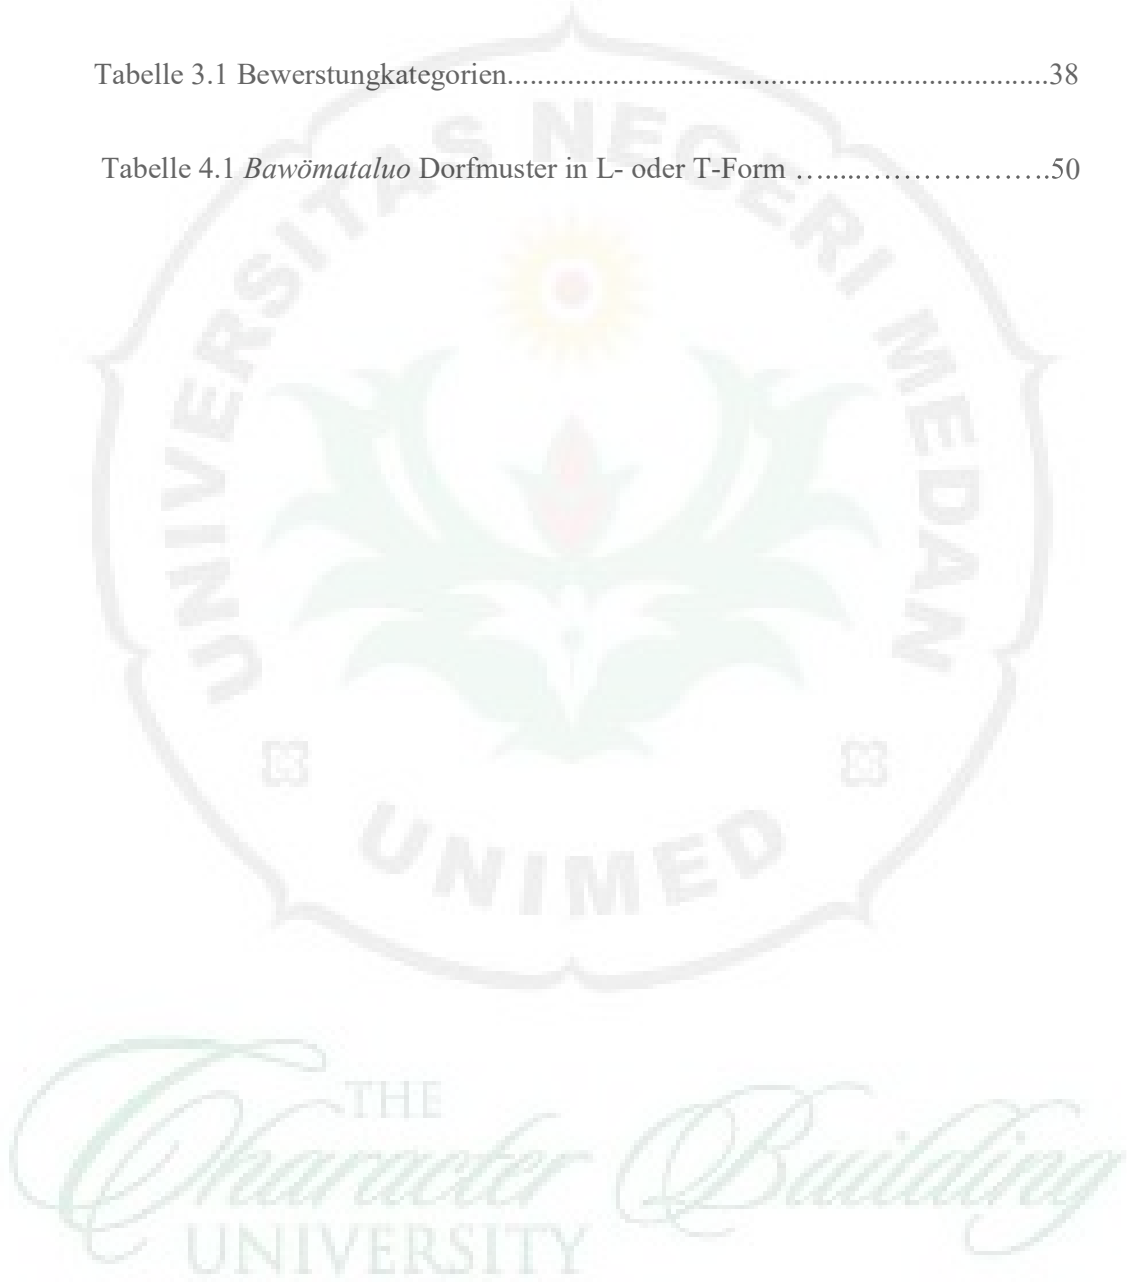 Tabelle 3.1 Bewerstungkategorien........................................................................38
Tabelle 4.1 Bawömataluo Dorfmuster in L- oder T-Form ….....………………….50
UNIVERSITAS NEGERI MEDAN
UNIMED
THE
Character Building
UNIVERSITY